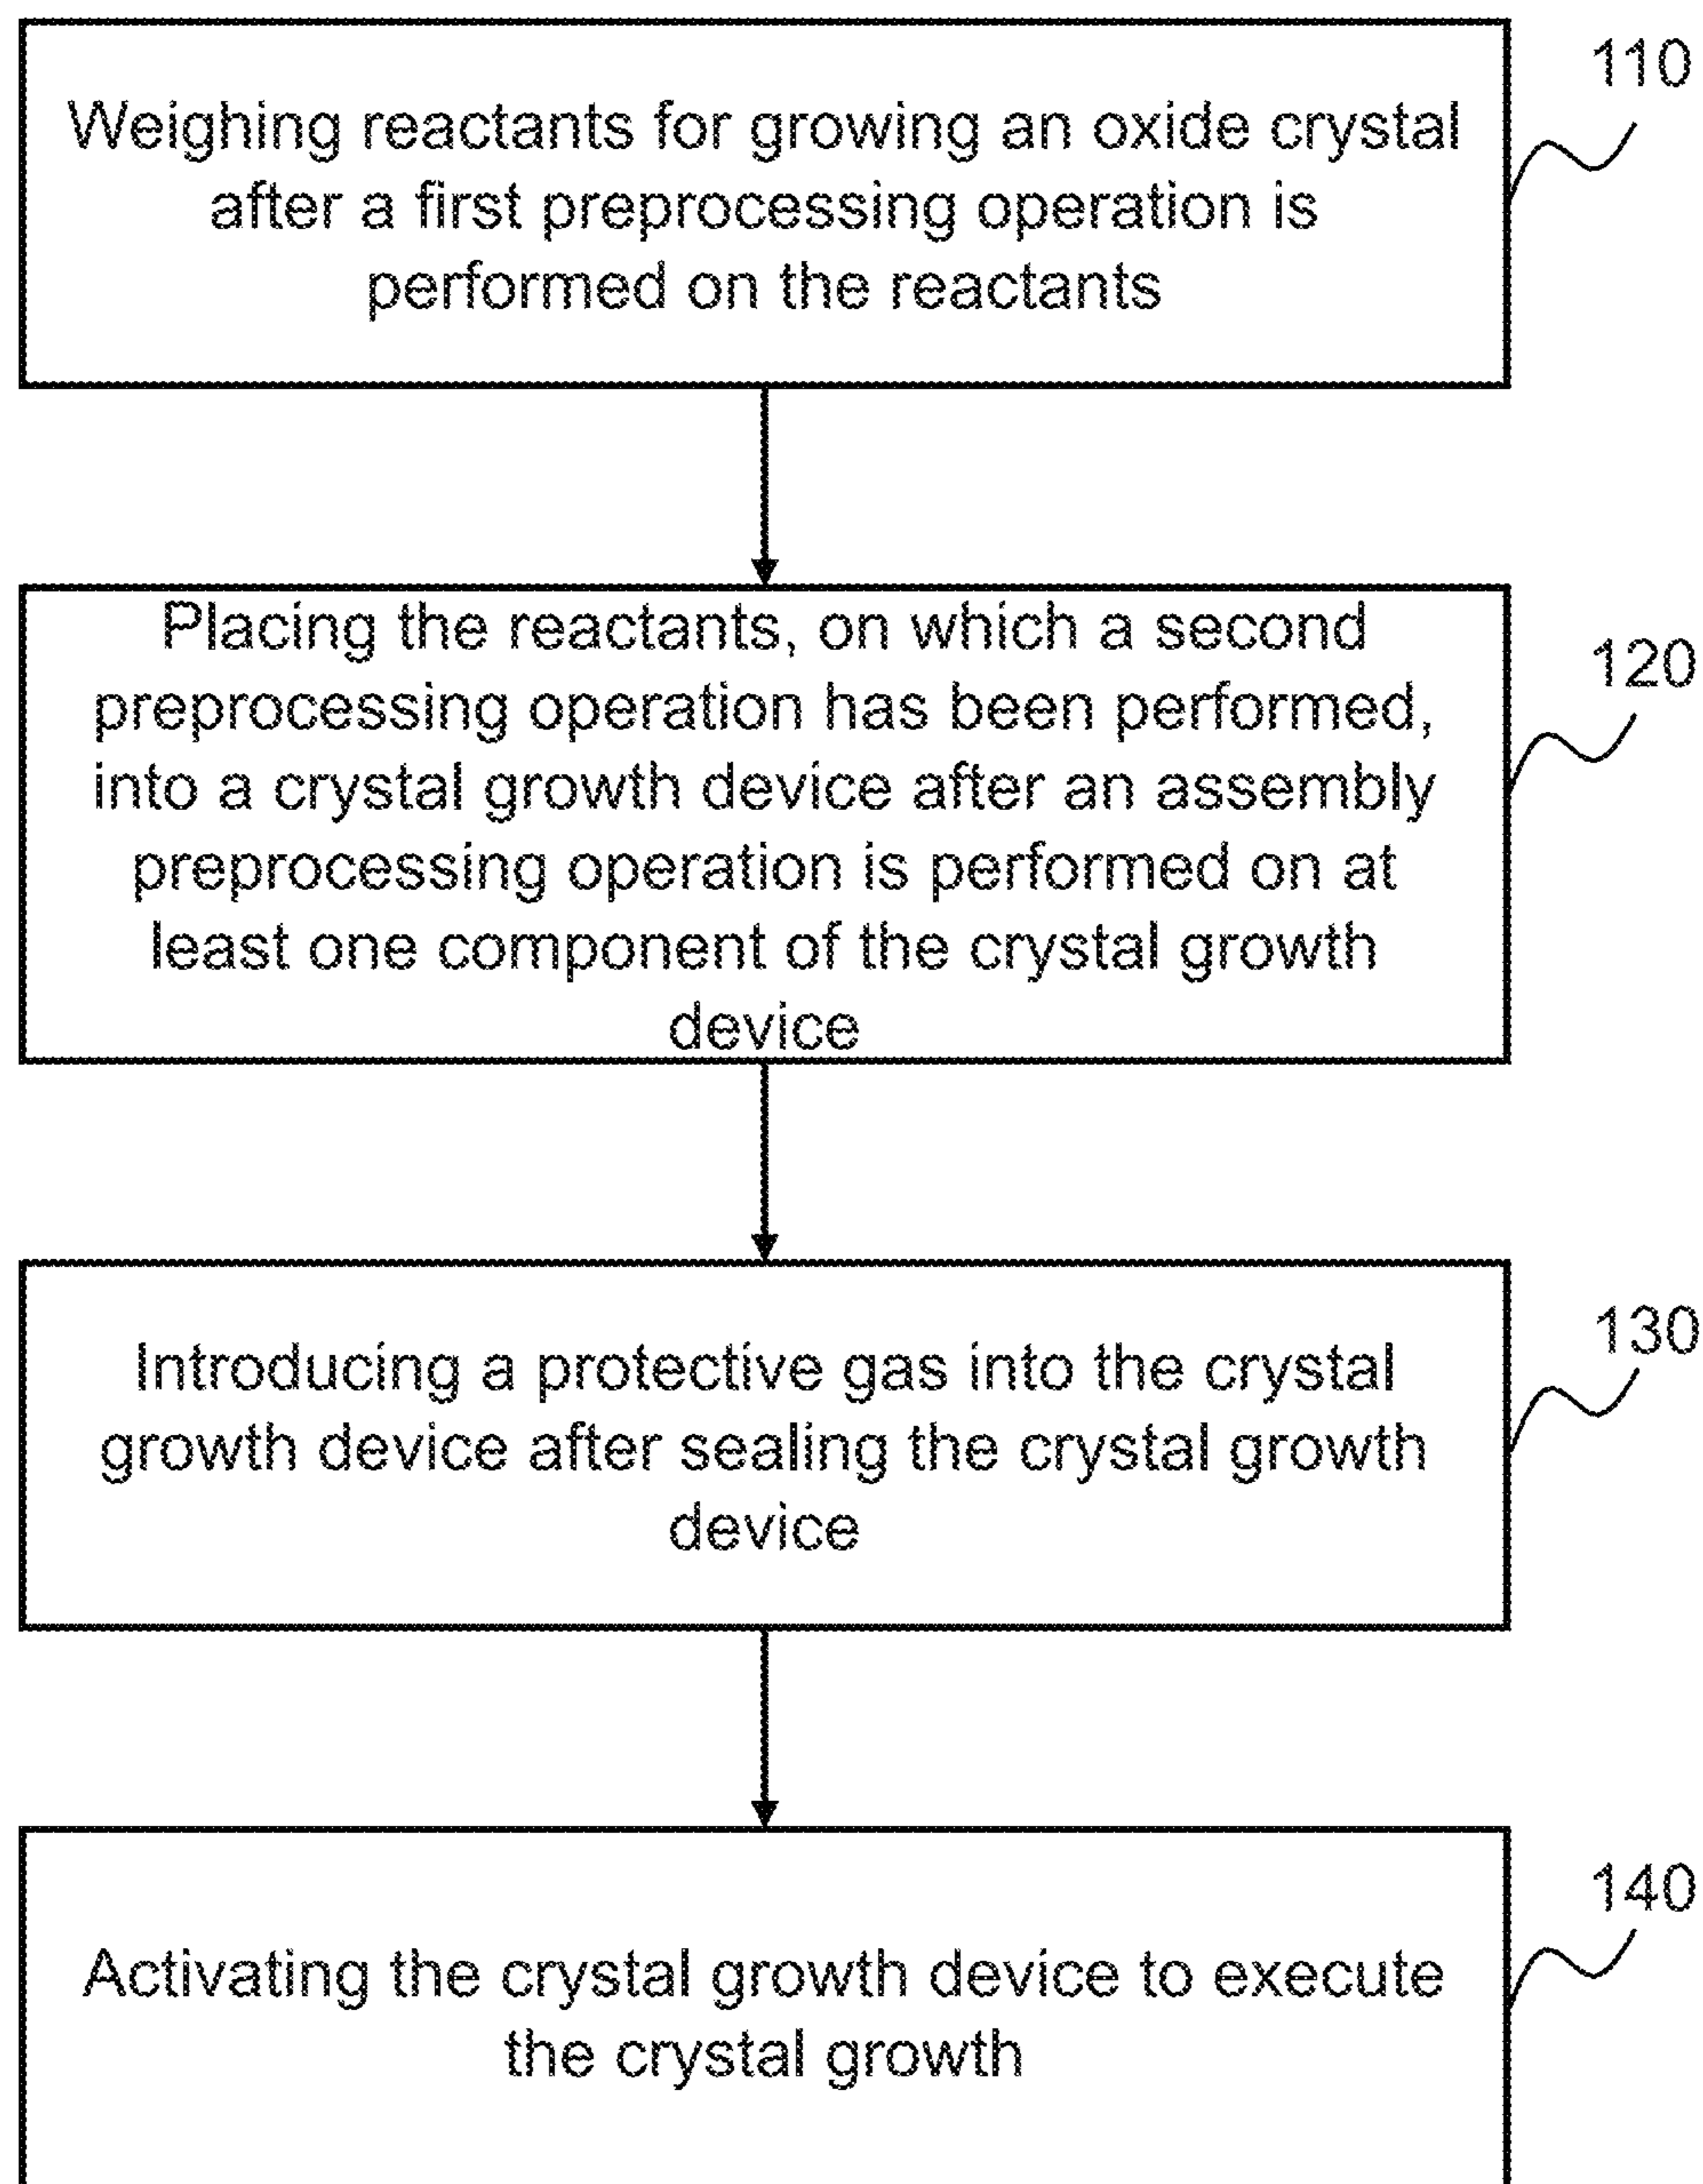 110
Weighing reactants for growing an oxide crystal
after a first preprocessing operation is
performed on the reactants
120
Placing the reactants, on which a second
preprocessing operation has been performed,
into a crystal growth device after an assembly
preprocessing operation is performed on at
least one component of the crystal growth
device
130
Introducing a protective gas into the crystal
growth device after sealing the crystal growth
device
140
Activating the crystal growth device to execute
the crystal growth